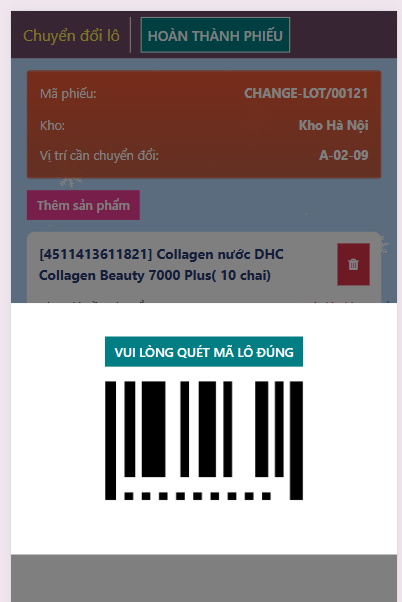 Chuyển đổi lô
HOÀN THÀNH PHIẾU
Mã phiếu: CHANGE-LOT/00121
Kho: Kho Hà Nội
Vị trí cần chuyển đổi: A-02-09
Thêm sản phẩm
[4511413611821] Collagen nước DHC
Collagen Beauty 7000 Plus( 10 chai)
VUI LÒNG QUÉT MÃ LÔ ĐÚNG